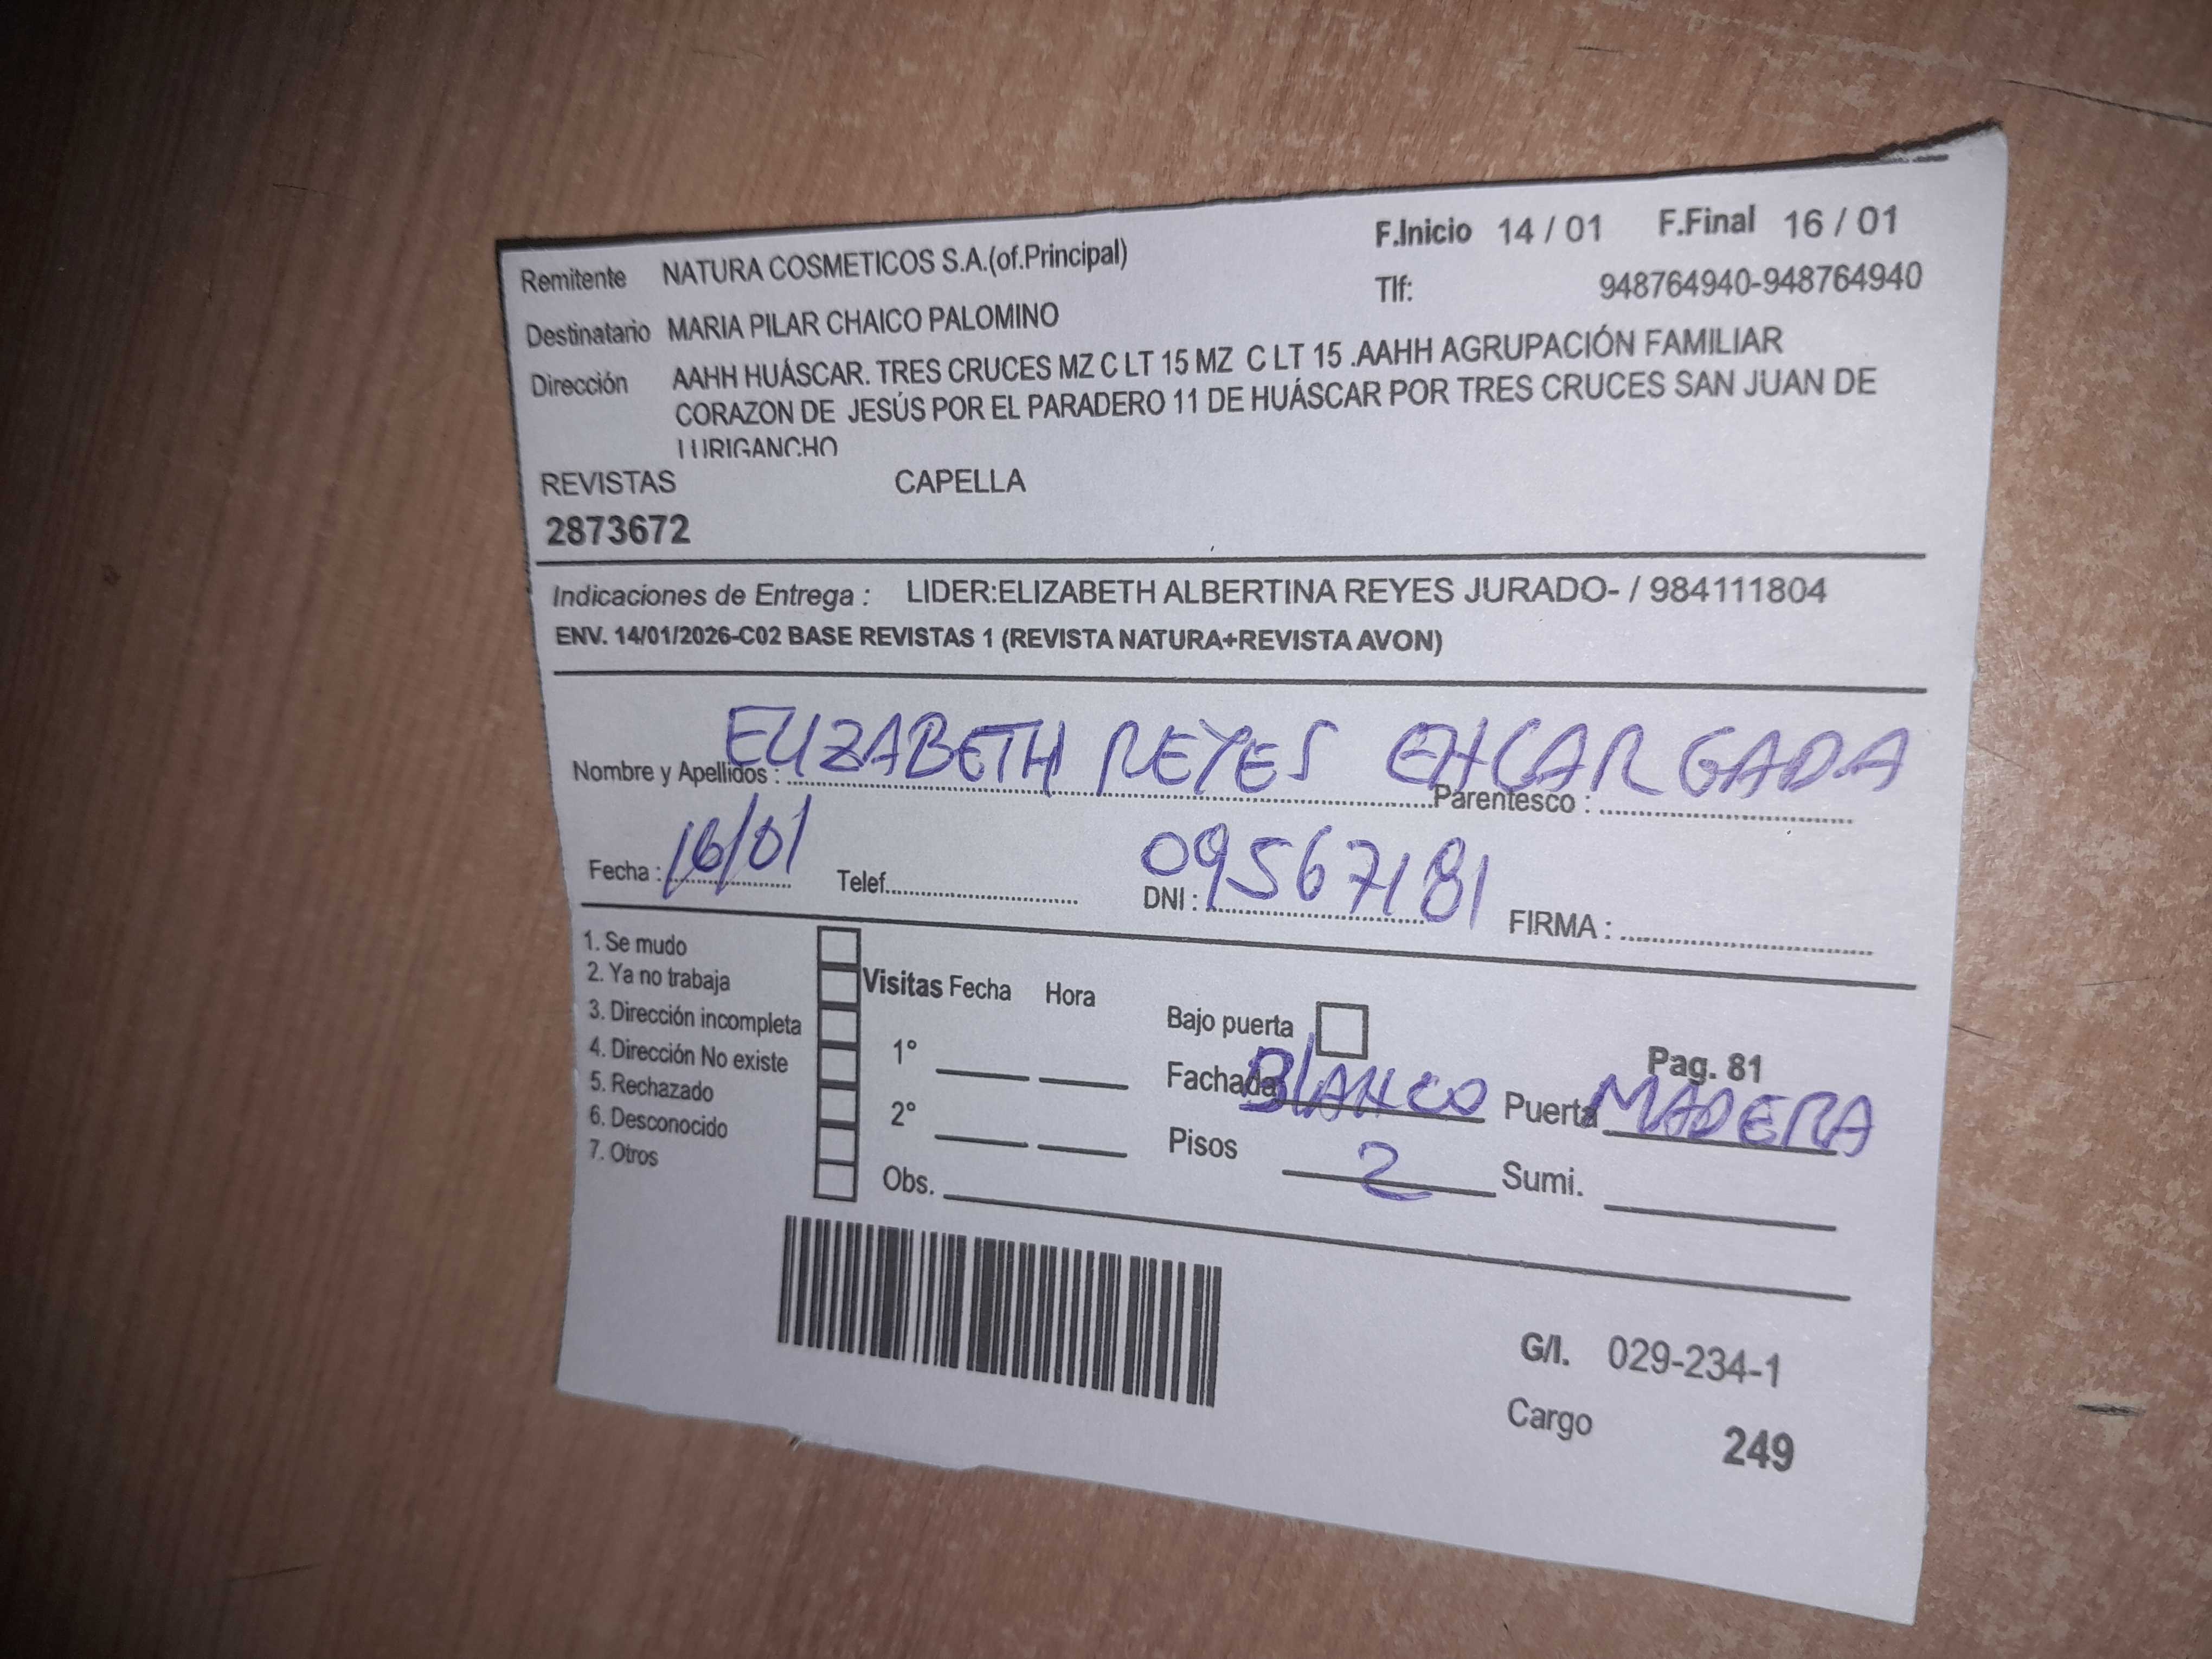 Remitente NATURA COSMETICOS S.A.(of.Principal) F.Inicio 14 / 01 F.Final 16 / 01
Destinatario MARIA PILAR CHAICO PALOMINO Tlf: 948764940-948764940
Dirección AAHH HUÁSCAR. TRES CRUCES MZ C LT 15 MZ C LT 15 .AAHH AGRUPACIÓN FAMILIAR
CORAZON DE JESÚS POR EL PARADERO 11 DE HUÁSCAR POR TRES CRUCES SAN JUAN DE
LURIGANCHO
REVISTAS CAPELLA
2873672
Indicaciones de Entrega : LIDER:ELIZABETH ALBERTINA REYES JURADO- / 984111804
ENV. 14/01/2026-C02 BASE REVISTAS 1 (REVISTA NATURA+REVISTA AVON)
Nombre y Apellidos : ELIZABETH REYES Parentesco : ENCARGADA
Fecha : 16/01 Telef. DNI : 09567181 FIRMA :
1. Se mudo
2. Ya no trabaja
3. Dirección incompleta
4. Dirección No existe
5. Rechazado
6. Desconocido
7. Otros
Visitas Fecha Hora
1°
2°
Obs.
Bajo puerta
Pag. 81
Fachada BLANCO Puerta MADERA
Pisos 2 Sumi.
G/I. 029-234-1
Cargo 249